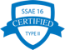 SSAE 16
CERTIFIED
TYPE II